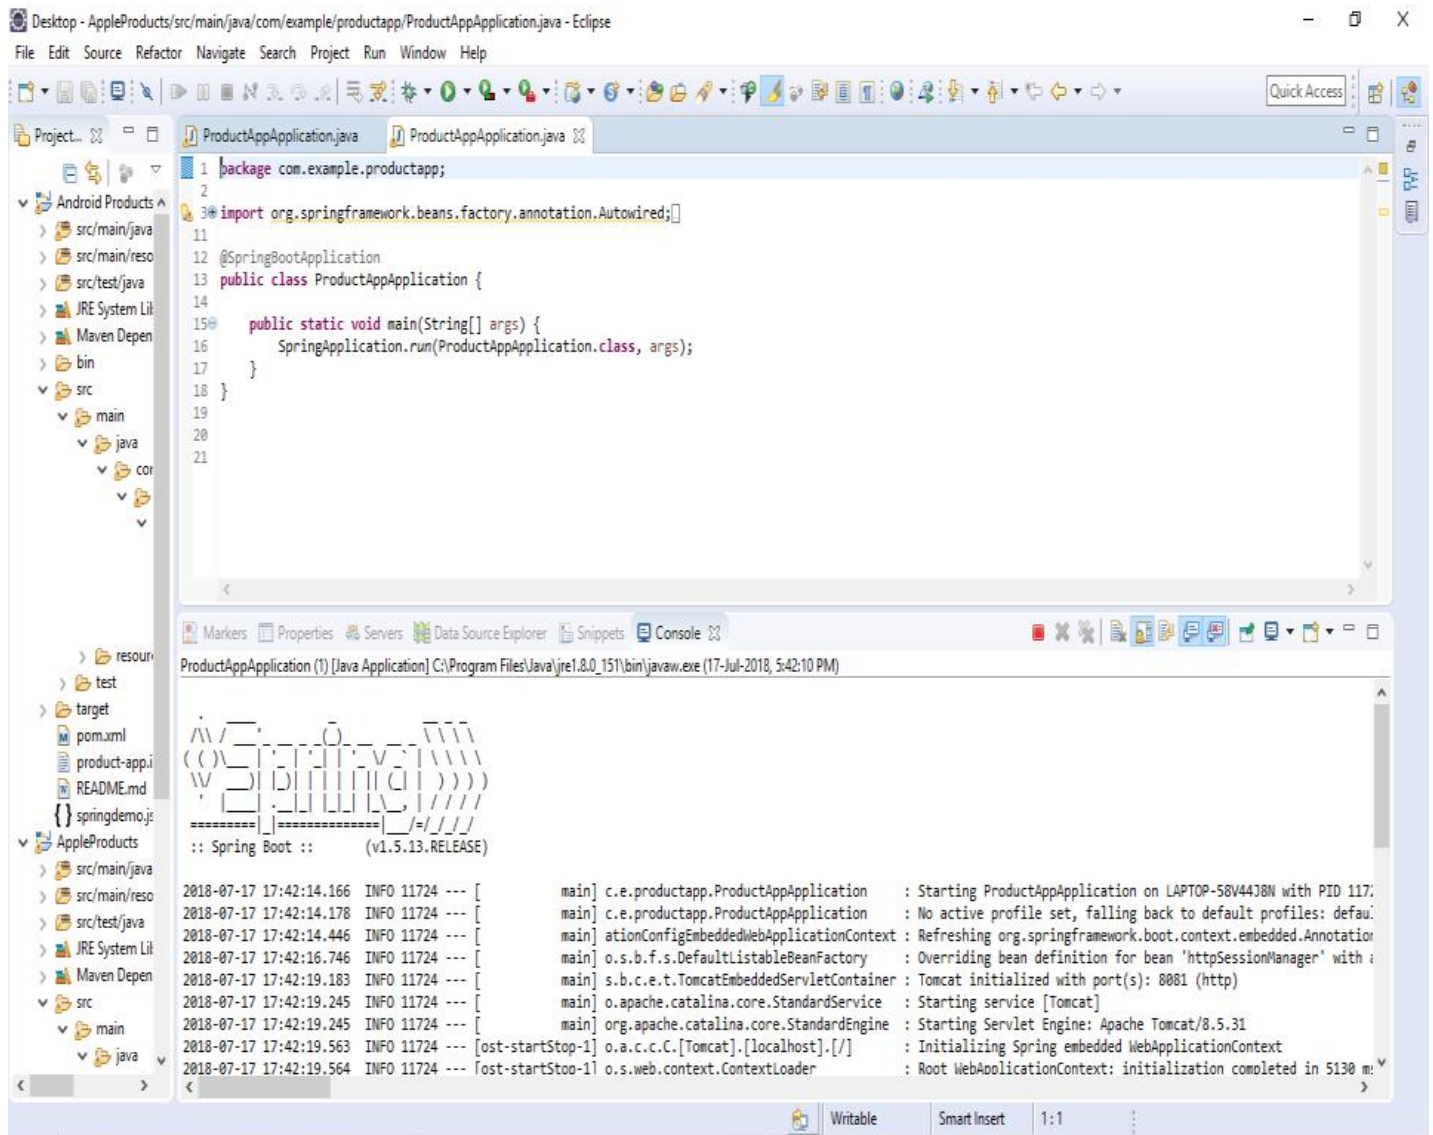 Desktop - AppleProducts/src/main/java/com/example/productapp/ProductAppApplication.java - Eclipse
File Edit Source Refactor Navigate Search Project Run Window Help
Quick Access
Project...
ProductAppApplication.java ProductAppApplication.java
Android Products
src/main/java
src/main/reso
src/test/java
JRE System Lib
Maven Depen
bin
src
main
java
cor
resour
test
target
pom.xml
product-app.i
README.md
springdemo.js
AppleProducts
src/main/java
src/main/reso
src/test/java
JRE System Lib
Maven Depen
src
main
java
1 package com.example.productapp;
2
3 import org.springframework.beans.factory.annotation.Autowired;
11
12 @SpringBootApplication
13 public class ProductAppApplication {
14
15 public static void main(String[] args) {
16 SpringApplication.run(ProductAppApplication.class, args);
17 }
18 }
19
20
21
Markers Properties Servers Data Source Explorer Snippets Console
ProductAppApplication (1) [Java Application] C:\Program Files\Java\jre1.8.0_151\bin\javaw.exe (17-Jul-2018, 5:42:10 PM)
:: Spring Boot :: (v1.5.13.RELEASE)
2018-07-17 17:42:14.166 INFO 11724 --- [ main] c.e.productapp.ProductAppApplication : Starting ProductAppApplication on LAPTOP-58V44J8N with PID 1172
2018-07-17 17:42:14.178 INFO 11724 --- [ main] c.e.productapp.ProductAppApplication : No active profile set, falling back to default profiles: defaul
2018-07-17 17:42:14.446 INFO 11724 --- [ main] ationConfigEmbeddedWebApplicationContext : Refreshing org.springframework.boot.context.embedded.Annotation
2018-07-17 17:42:16.746 INFO 11724 --- [ main] o.s.b.f.s.DefaultListableBeanFactory : Overriding bean definition for bean 'httpSessionManager' with a
2018-07-17 17:42:19.183 INFO 11724 --- [ main] s.b.c.e.t.TomcatEmbeddedServletContainer : Tomcat initialized with port(s): 8081 (http)
2018-07-17 17:42:19.245 INFO 11724 --- [ main] o.apache.catalina.core.StandardService : Starting service [Tomcat]
2018-07-17 17:42:19.245 INFO 11724 --- [ main] org.apache.catalina.core.StandardEngine : Starting Servlet Engine: Apache Tomcat/8.5.31
2018-07-17 17:42:19.563 INFO 11724 --- [ost-startStop-1] o.a.c.c.C.[Tomcat].[localhost].[/] : Initializing Spring embedded WebApplicationContext
2018-07-17 17:42:19.564 INFO 11724 --- [ost-startStop-1] o.s.web.context.ContextLoader : Root WebApplicationContext: initialization completed in 5130 ms
Writable Smart Insert 1 : 1